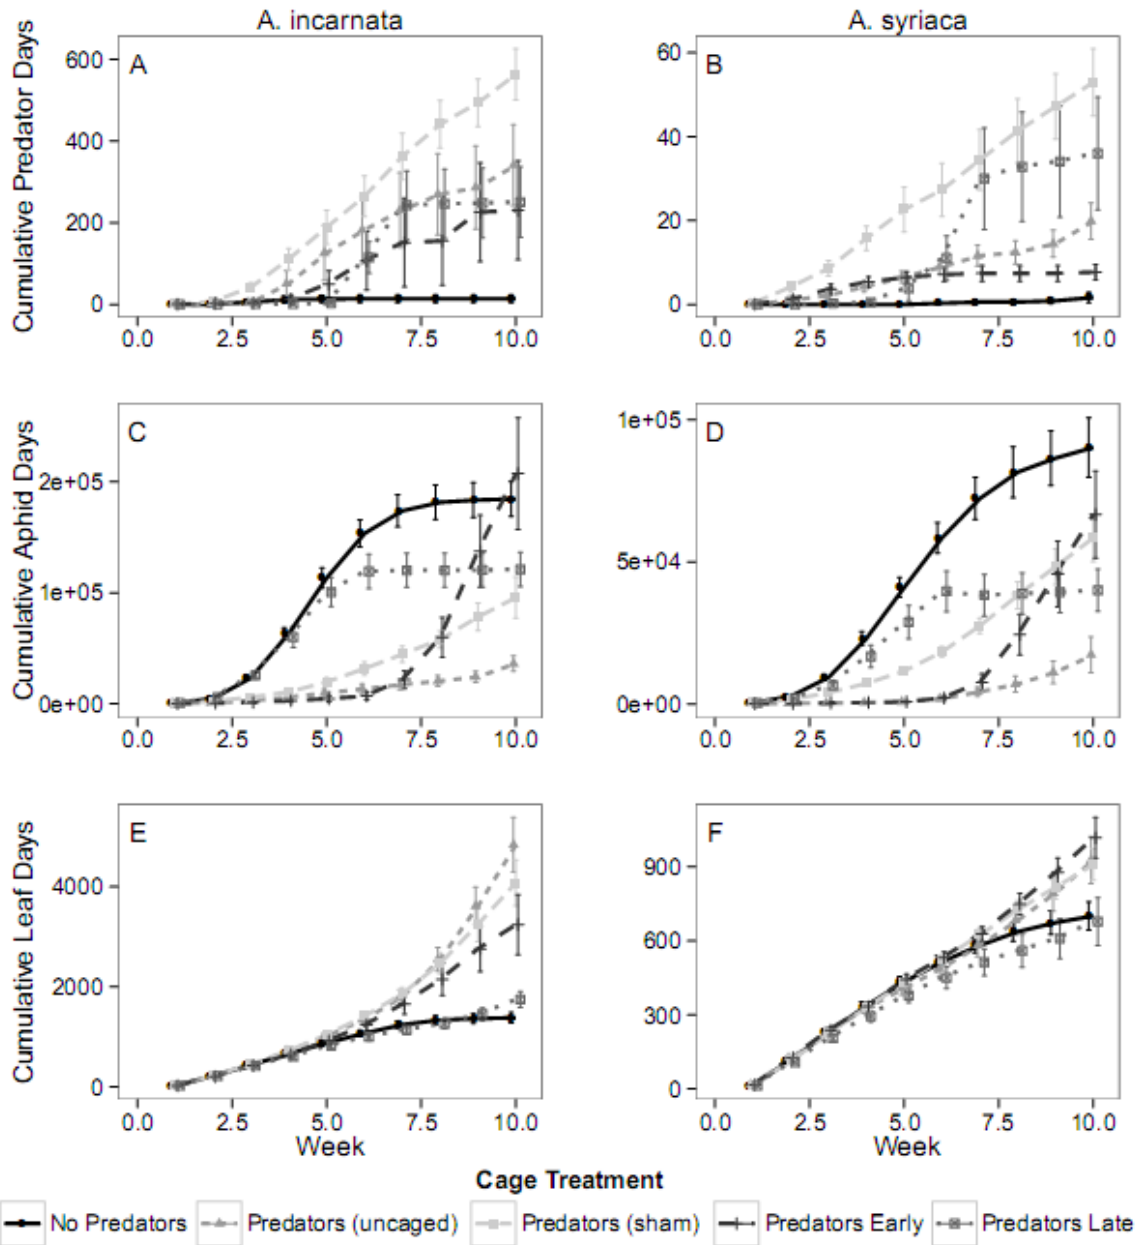 A. incarnata A. syriaca
Cumulative Predator Days
A
600
400
200
0
0.0 2.5 5.0 7.5 10.0
B
60
40
20
0
0.0 2.5 5.0 7.5 10.0
Cumulative Aphid Days
C
2e+05
1e+05
0e+00
0.0 2.5 5.0 7.5 10.0
D
1e+05
5e+04
0e+00
0.0 2.5 5.0 7.5 10.0
Cumulative Leaf Days
E
4000
2000
0
0.0 2.5 5.0 7.5 10.0
Week
F
900
600
300
0
0.0 2.5 5.0 7.5 10.0
Week
Cage Treatment
No Predators Predators (uncaged) Predators (sham) Predators Early Predators Late